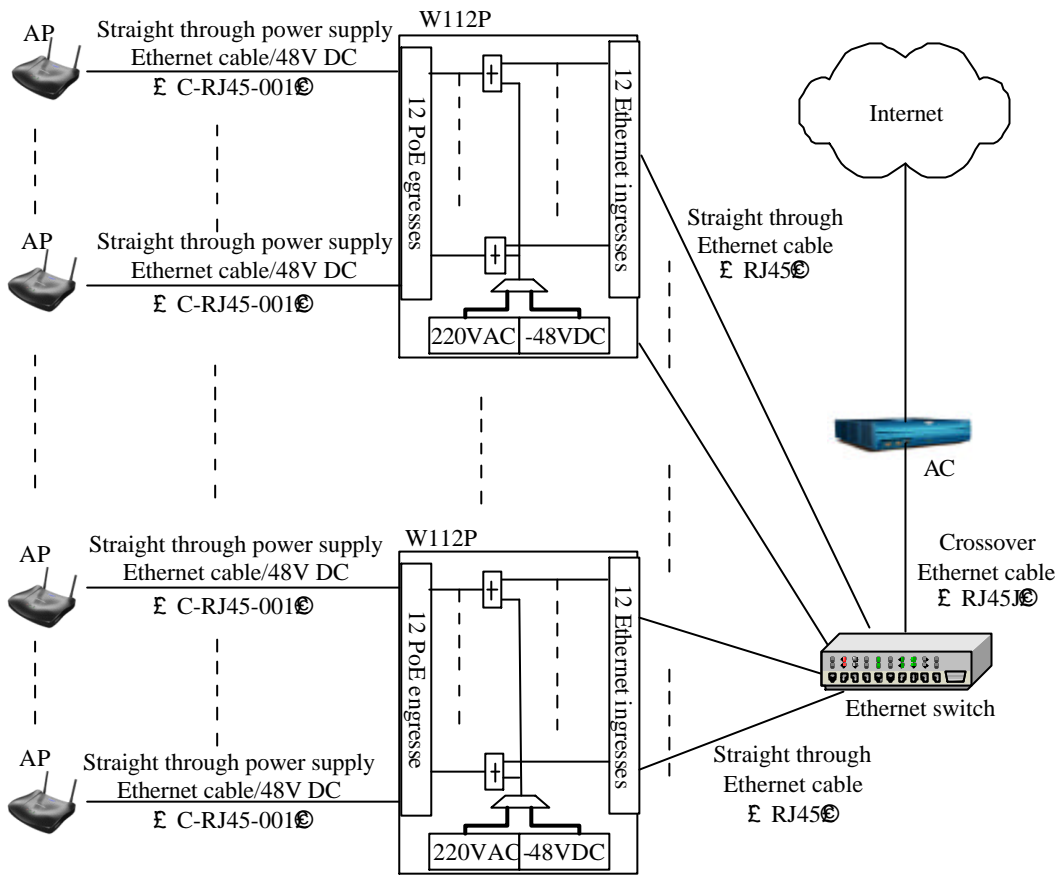 W112P
AP
Straight through power supply
Ethernet cable/48V DC
£ C-RJ45-001©
12 PoE egresses
12 Ethernet ingresses
Internet
AP
Straight through power supply
Ethernet cable/48V DC
£ C-RJ45-001©
Straight through
Ethernet cable
£ RJ45©
220VAC
-48VDC
AC
W112P
AP
Straight through power supply
Ethernet cable/48V DC
£ C-RJ45-001©
12 PoE engresse
12 Ethernet ingresses
Crossover
Ethernet cable
£ RJ45J©
Ethernet switch
AP
Straight through power supply
Ethernet cable/48V DC
£ C-RJ45-001©
Straight through
Ethernet cable
£ RJ45©
220VAC
-48VDC